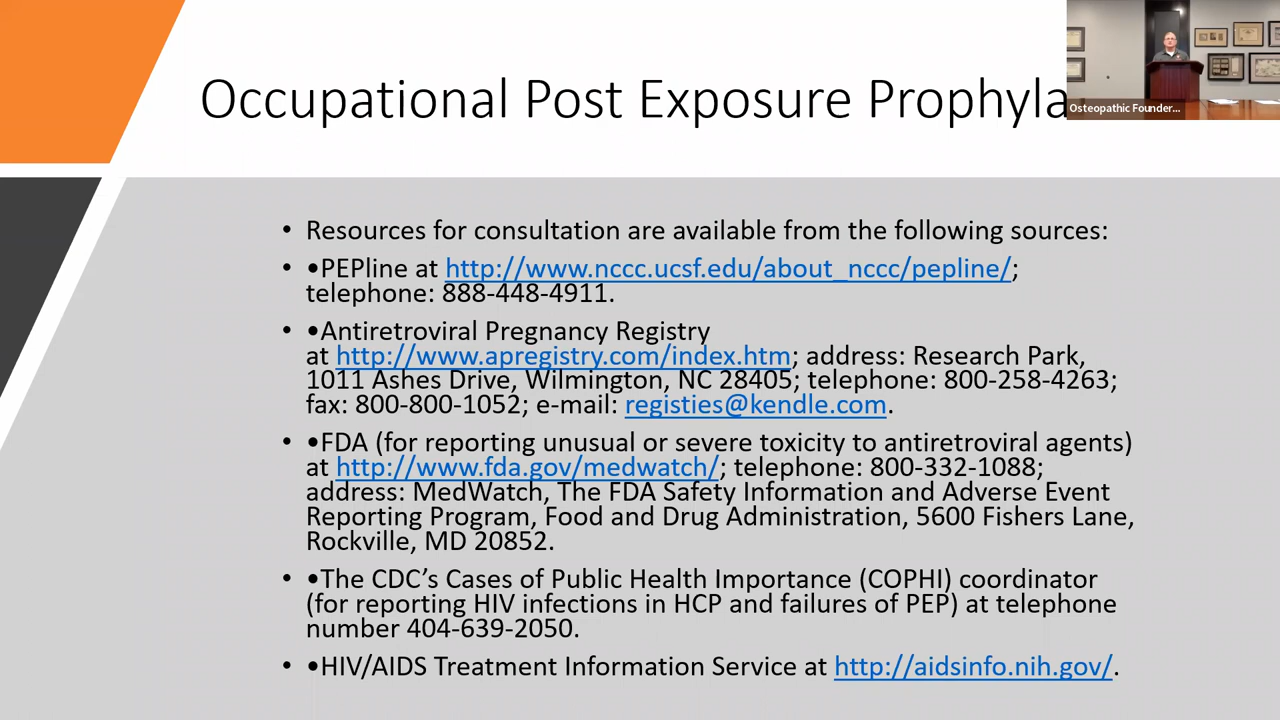 Occupational Post Exposure Prophyla
Osteopathic Founder...
• Resources for consultation are available from the following sources:
• •PEPline at http://www.nccc.ucsf.edu/about_nccc/pepline/;
telephone: 888-448-4911.
• •Antiretroviral Pregnancy Registry
at http://www.apregistry.com/index.htm; address: Research Park,
1011 Ashes Drive, Wilmington, NC 28405; telephone: 800-258-4263;
fax: 800-800-1052; e-mail: registies@kendle.com.
• •FDA (for reporting unusual or severe toxicity to antiretroviral agents)
at http://www.fda.gov/medwatch/; telephone: 800-332-1088;
address: MedWatch, The FDA Safety Information and Adverse Event
Reporting Program, Food and Drug Administration, 5600 Fishers Lane,
Rockville, MD 20852.
• •The CDC’s Cases of Public Health Importance (COPHI) coordinator
(for reporting HIV infections in HCP and failures of PEP) at telephone
number 404-639-2050.
• •HIV/AIDS Treatment Information Service at http://aidsinfo.nih.gov/.